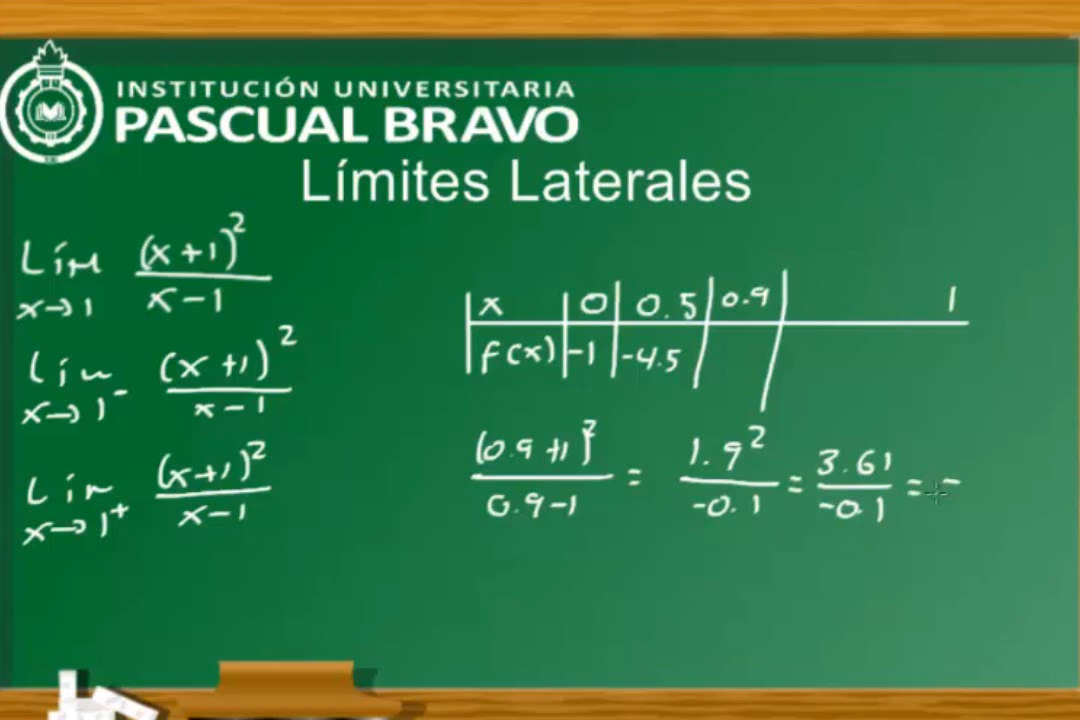 INSTITUCIÓN UNIVERSITARIA
PASCUAL BRAVO
Límites Laterales
Lím x→1 (x+1)² / x-1
Lím x→1⁻ (x+1)² / x-1
Lím x→1⁺ (x+1)² / x-1
x | 0 | 0.5 | 0.9 | 1
f(x) | -1 | -4.5
(0.9+1)² / 0.9-1 = 1.9² / -0.1 = 3.61 / -0.1 = -